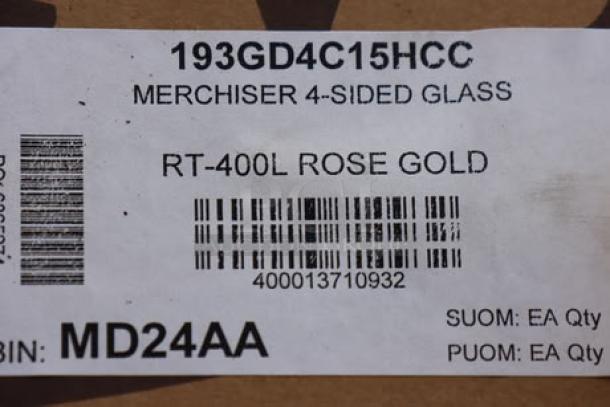 193GD4C15HCC
MERCHISER 4-SIDED GLASS
RT-400L ROSE GOLD
400013710932
BIN: MD24AA
SUOM: EA Qty
PUOM: EA Qty